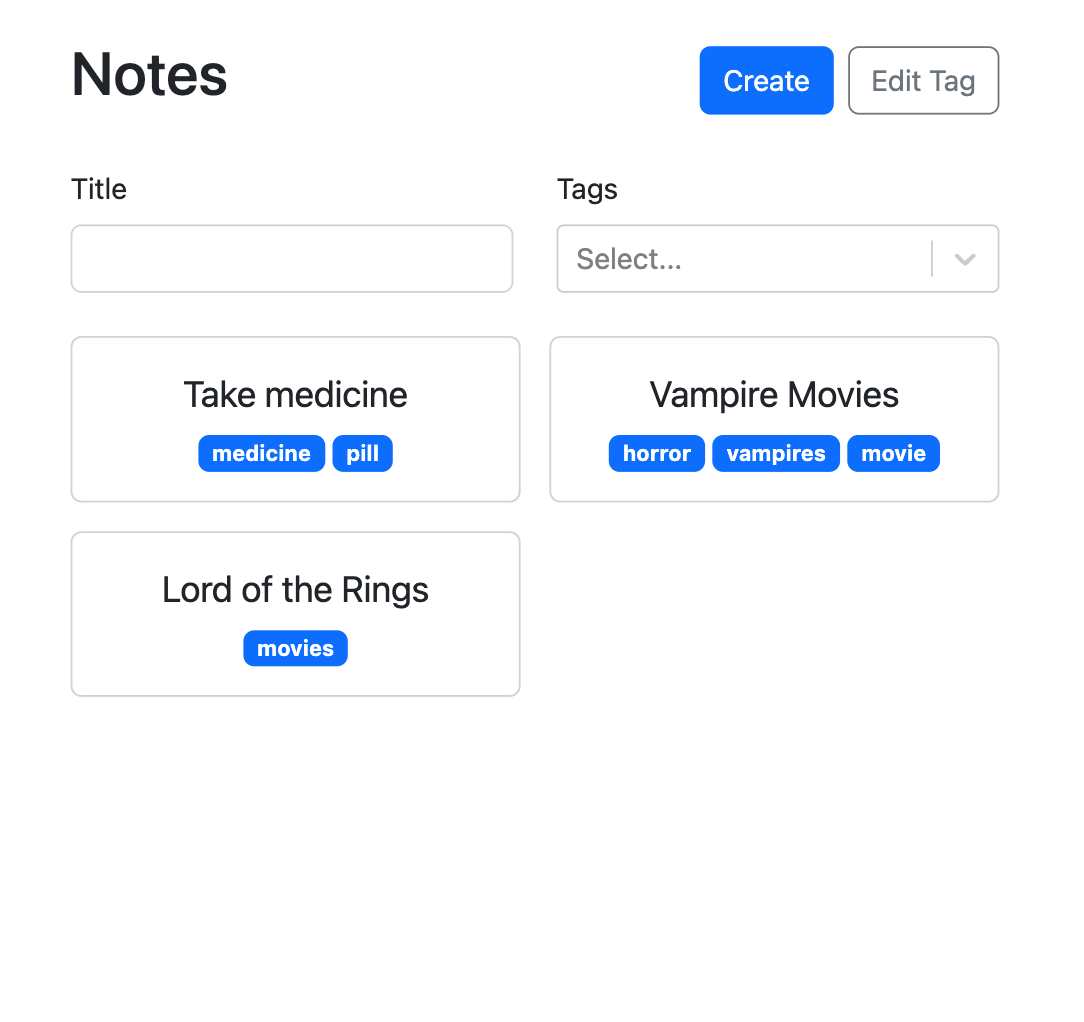 Notes
Create
Edit Tag
Title
Tags
Select...
Take medicine
medicine pill
Vampire Movies
horror vampires movie
Lord of the Rings
movies